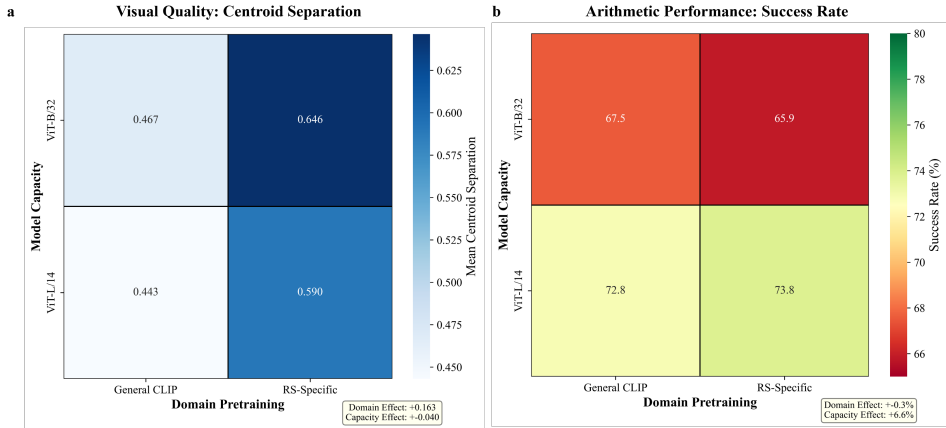 a
Visual Quality: Centroid Separation
ViT-B/32
0.467
0.646
ViT-L/14
0.443
0.590
Model Capacity
General CLIP
RS-Specific
Domain Pretraining
0.625
0.600
0.575
0.550
0.525
0.500
0.475
0.450
Mean Centroid Separation
Domain Effect: +0.163
Capacity Effect: +-0.040
b
Arithmetic Performance: Success Rate
ViT-B/32
67.5
65.9
ViT-L/14
72.8
73.8
Model Capacity
General CLIP
RS-Specific
Domain Pretraining
80
78
76
74
72
70
68
66
Success Rate (%)
Domain Effect: +-0.3%
Capacity Effect: +6.6%